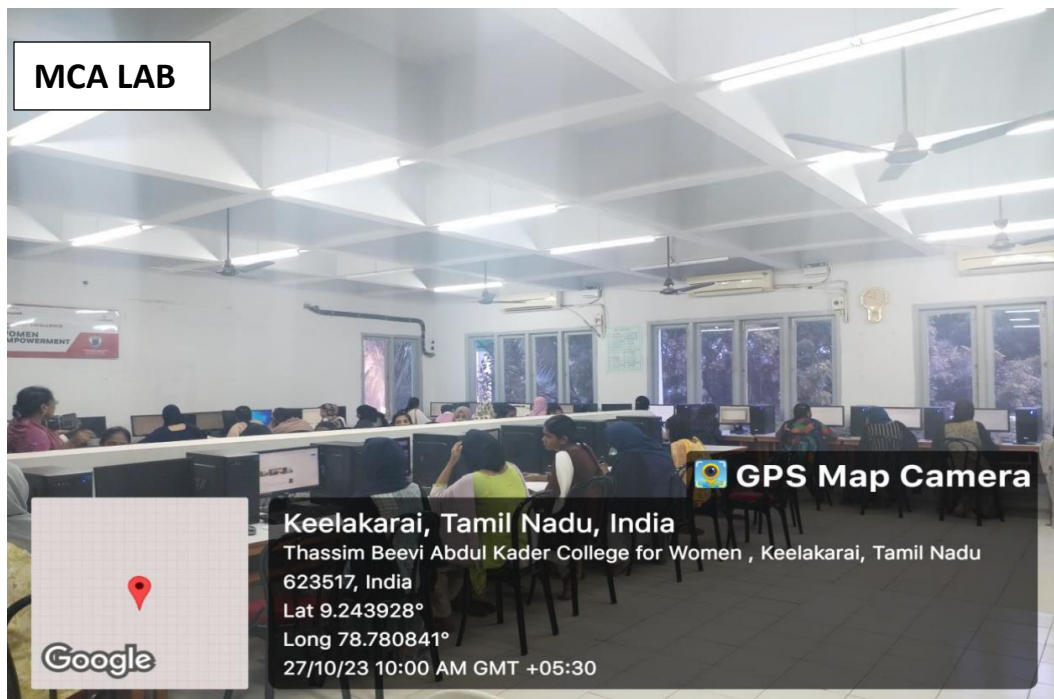 MCA LAB
WOMEN
EMPOWERMENT
GPS Map Camera
Keelakarai, Tamil Nadu, India
Thassim Beevi Abdul Kader College for Women , Keelakarai, Tamil Nadu
623517, India
Lat 9.243928°
Long 78.780841°
27/10/23 10:00 AM GMT +05:30
Google